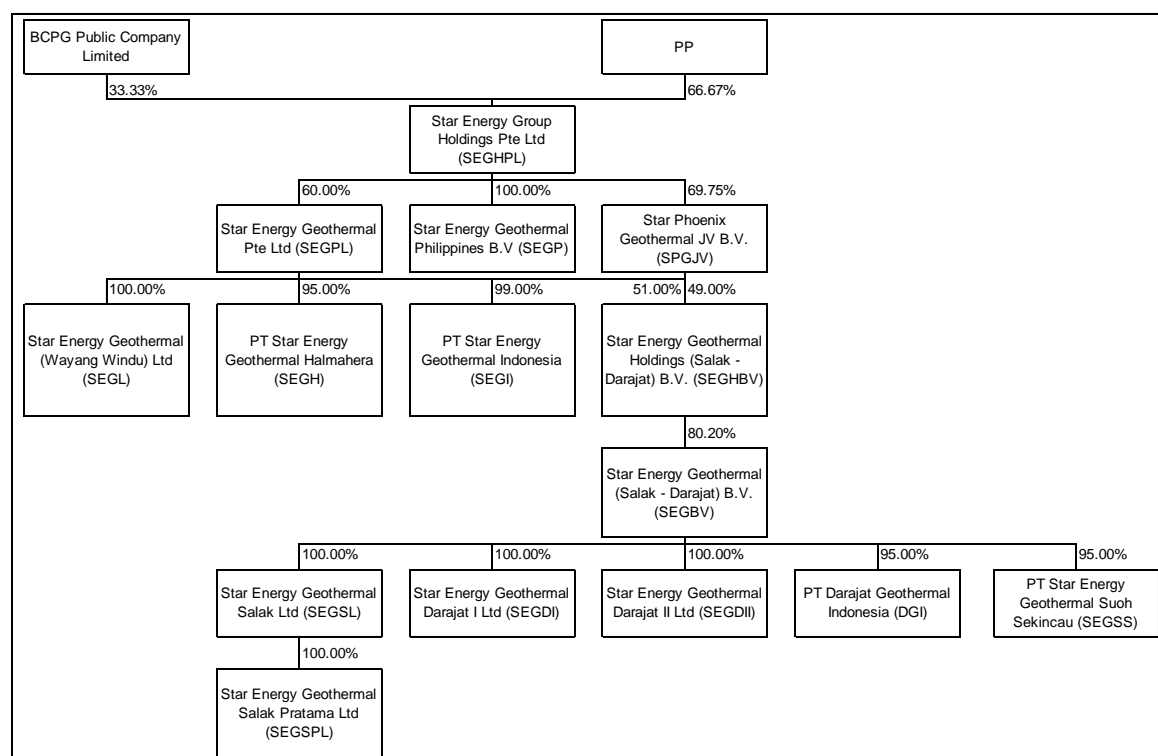 BCPG Public Company
Limited
PP
33.33%
66.67%
Star Energy Group
Holdings Pte Ltd
(SEGHPL)
60.00%
100.00%
69.75%
Star Energy Geothermal
Pte Ltd (SEGPL)
Star Energy Geothermal
Philippines B.V (SEGP)
Star Phoenix
Geothermal JV B.V.
(SPGJV)
100.00%
95.00%
99.00%
51.00%
49.00%
Star Energy Geothermal
(Wayang Windu) Ltd
(SEGL)
PT Star Energy
Geothermal Halmahera
(SEGH)
PT Star Energy
Geothermal Indonesia
(SEGI)
Star Energy Geothermal
Holdings (Salak -
Darajat) B.V. (SEGHBV)
80.20%
Star Energy Geothermal
(Salak - Darajat) B.V.
(SEGBV)
100.00%
100.00%
100.00%
95.00%
95.00%
Star Energy Geothermal
Salak Ltd (SEGSL)
Star Energy Geothermal
Darajat I Ltd (SEGDI)
Star Energy Geothermal
Darajat II Ltd (SEGDII)
PT Darajat Geothermal
Indonesia (DGI)
PT Star Energy
Geothermal Suoh
Sekincau (SEGSS)
100.00%
Star Energy Geothermal
Salak Pratama Ltd
(SEGSPL)